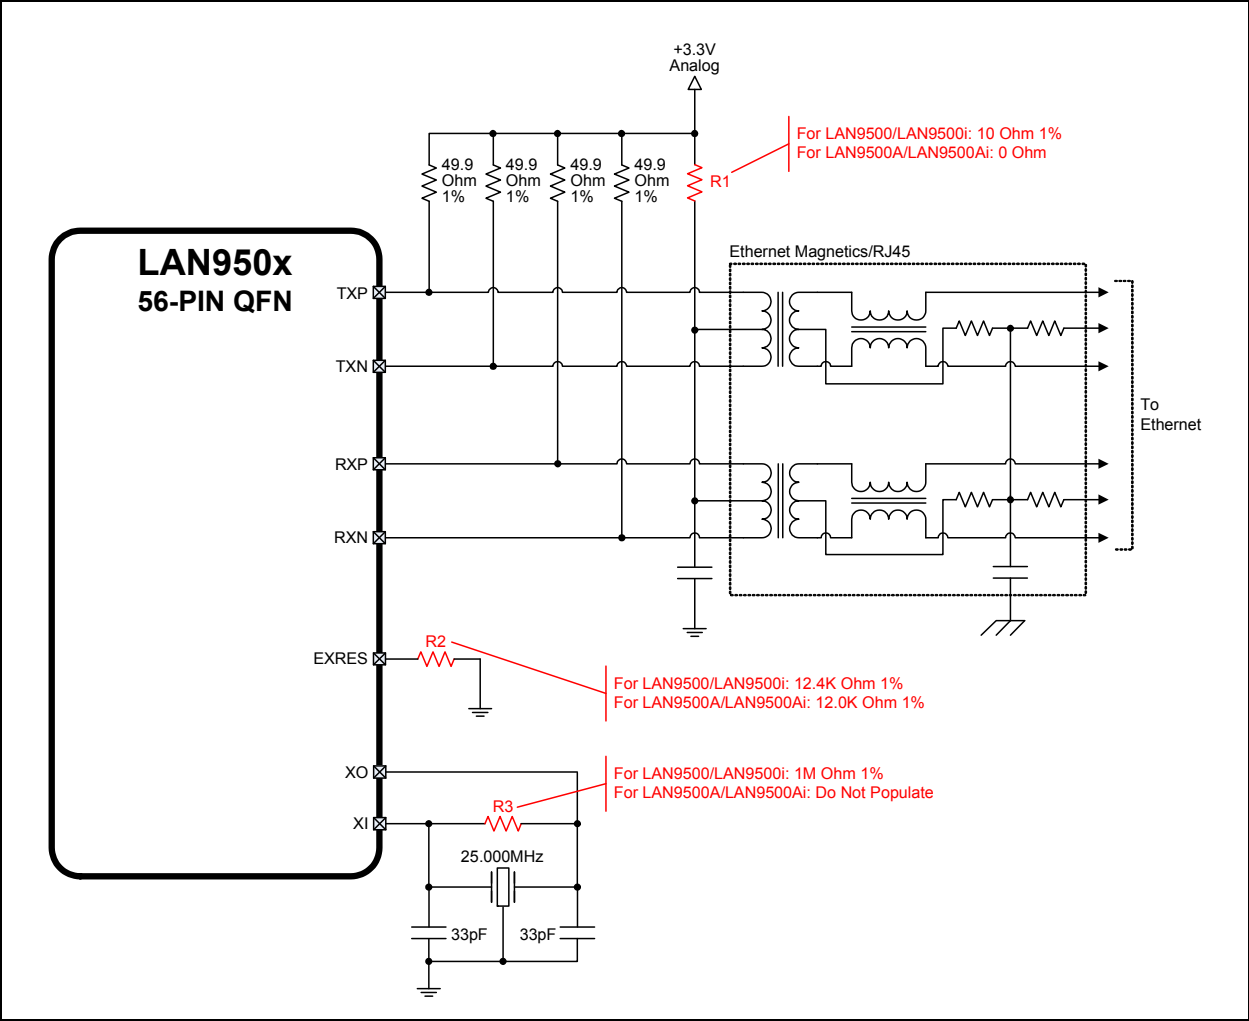 +3.3V
Analog
For LAN9500/LAN9500i: 10 Ohm 1%
For LAN9500A/LAN9500Ai: 0 Ohm
49.9
Ohm
1%
49.9
Ohm
1%
49.9
Ohm
1%
49.9
Ohm
1%
R1
Ethernet Magnetics/RJ45
LAN950x
56-PIN QFN
TXP
TXN
RXP
RXN
To
Ethernet
EXRES
R2
For LAN9500/LAN9500i: 12.4K Ohm 1%
For LAN9500A/LAN9500Ai: 12.0K Ohm 1%
XO
XI
R3
For LAN9500/LAN9500i: 1M Ohm 1%
For LAN9500A/LAN9500Ai: Do Not Populate
25.000MHz
33pF
33pF